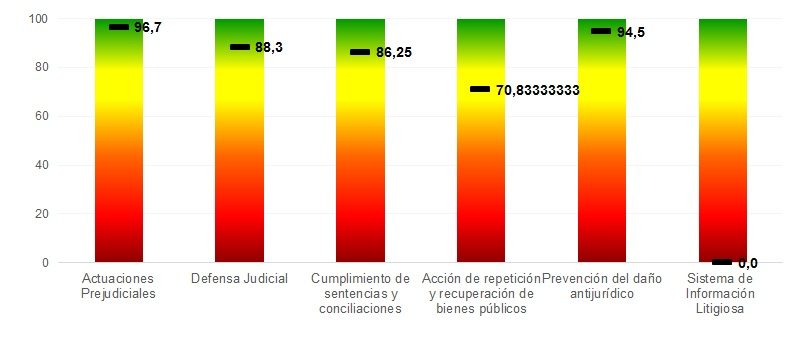 100
80
60
40
20
0
96,7
88,3
86,25
70,83333333
94,5
0,0
Actuaciones
Prejudiciales
Defensa Judicial
Cumplimiento de
sentencias y
conciliaciones
Acción de repetición
y recuperación de
bienes públicos
Prevención del daño
antijurídico
Sistema de
Información
Litigiosa